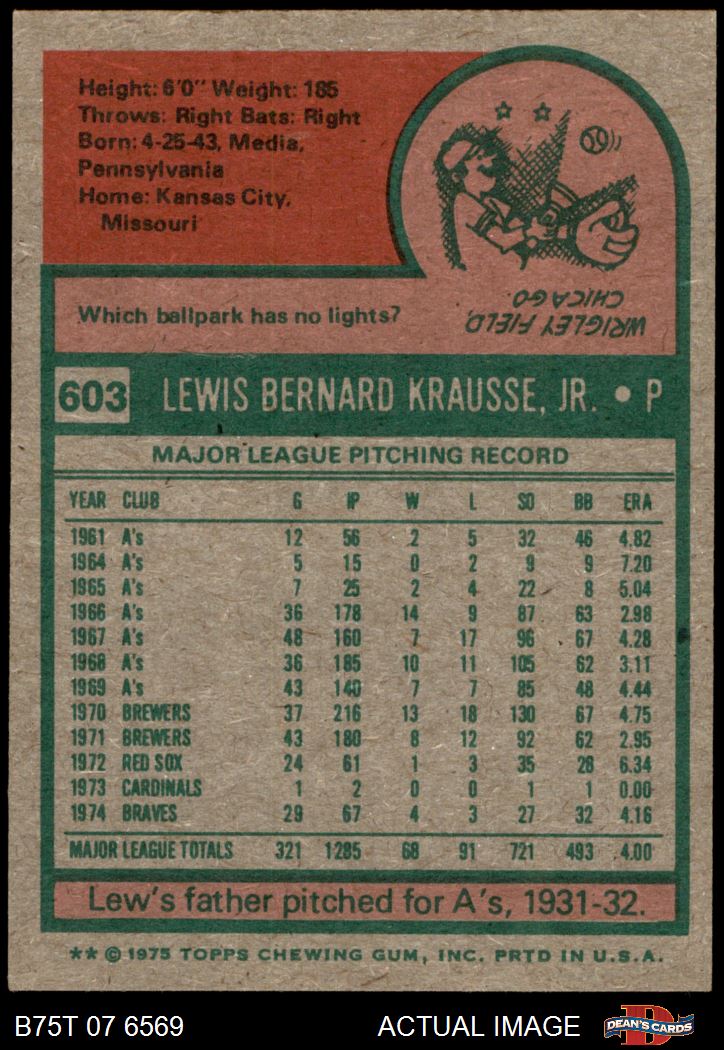 Height: 6'0" Weight: 185
Throws: Right Bats: Right
Born: 4-25-43, Media,
Pennsylvania
Home: Kansas City,
Missouri
Which ballpark has no lights?
WRIGLEY FIELD,
CHICAGO.
603 LEWIS BERNARD KRAUSSE, JR. • P
MAJOR LEAGUE PITCHING RECORD
YEAR CLUB G IP W L SO BB ERA
1961 A's 12 56 2 5 32 46 4.82
1964 A's 5 15 0 2 9 9 7.20
1965 A's 7 25 2 4 22 8 5.04
1966 A's 36 178 14 9 87 63 2.98
1967 A's 48 160 7 17 96 67 4.28
1968 A's 36 185 10 11 105 62 3.11
1969 A's 43 140 7 7 85 48 4.44
1970 BREWERS 37 216 13 18 130 67 4.75
1971 BREWERS 43 180 8 12 92 62 2.95
1972 RED SOX 24 61 1 3 35 28 6.34
1973 CARDINALS 1 2 0 0 1 1 0.00
1974 BRAVES 29 67 4 3 27 32 4.16
MAJOR LEAGUE TOTALS 321 1285 68 91 721 493 4.00
Lew's father pitched for A's, 1931-32.
** © 1975 TOPPS CHEWING GUM, INC. PRTD IN U.S.A.
B75T 07 6569 ACTUAL IMAGE DEAN'S CARDS